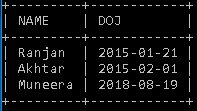 NAME | DOJ
Ranjan | 2015-01-21
Akhtar | 2015-02-01
Muneera | 2018-08-19